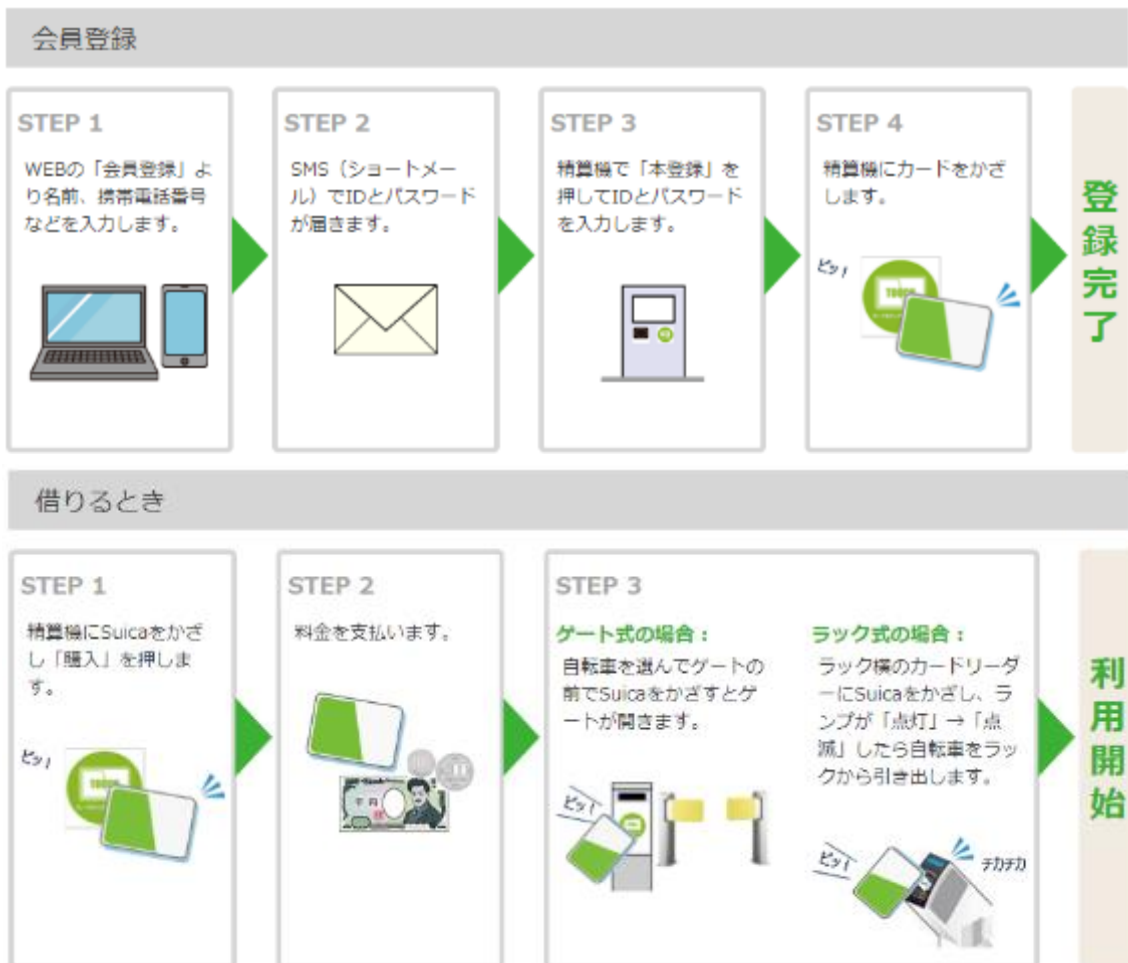 会員登録
STEP 1
WEBの「会員登録」よ
り名前、携帯電話番号
などを入力します。
STEP 2
SMS（ショートメー
ル）でIDとパスワード
が届きます。
STEP 3
精算機で「本登録」を
押してIDとパスワード
を入力します。
STEP 4
精算機にカードをかざ
します。
ピッ!
TOUCH
登録完了
借りるとき
STEP 1
精算機にSuicaをかざ
し「購入」を押しま
す。
ピッ!
TOUCH
STEP 2
料金を支払います。
千円
STEP 3
ゲート式の場合：
自転車を選んでゲートの
前でSuicaをかざすとゲ
ートが開きます。
ピッ!
ラック式の場合：
ラック横のカードリーダ
ーにSuicaをかざし、ラ
ンプが「点灯」→「点
滅」したら自転車をラッ
クから引き出します。
ピッ!
チカチカ
利用開始